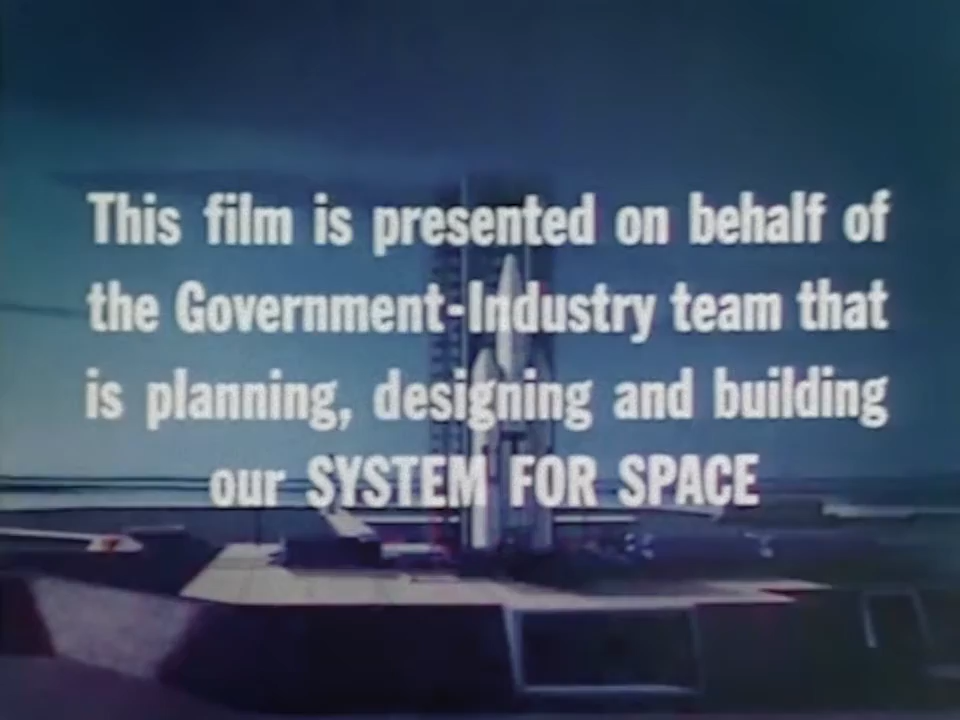 This film is presented on behalf of
the Government-Industry team that
is planning, designing and building
our SYSTEM FOR SPACE